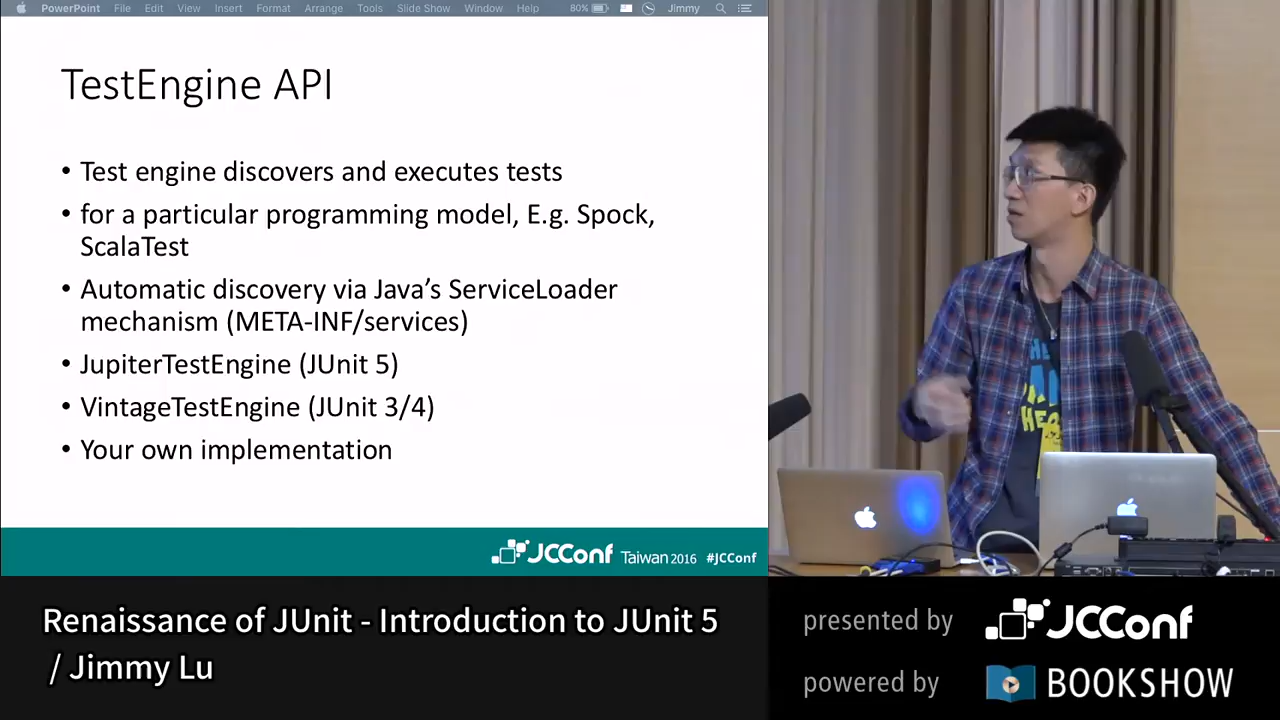 PowerPoint File Edit View Insert Format Arrange Tools Slide Show Window Help 80% Jimmy
TestEngine API
• Test engine discovers and executes tests
• for a particular programming model, E.g. Spock,
ScalaTest
• Automatic discovery via Java’s ServiceLoader
mechanism (META-INF/services)
• JupiterTestEngine (JUnit 5)
• VintageTestEngine (JUnit 3/4)
• Your own implementation
JCConf Taiwan 2016 #JCConf
Renaissance of JUnit - Introduction to JUnit 5
/ Jimmy Lu
presented by JCConf
powered by BOOKSHOW